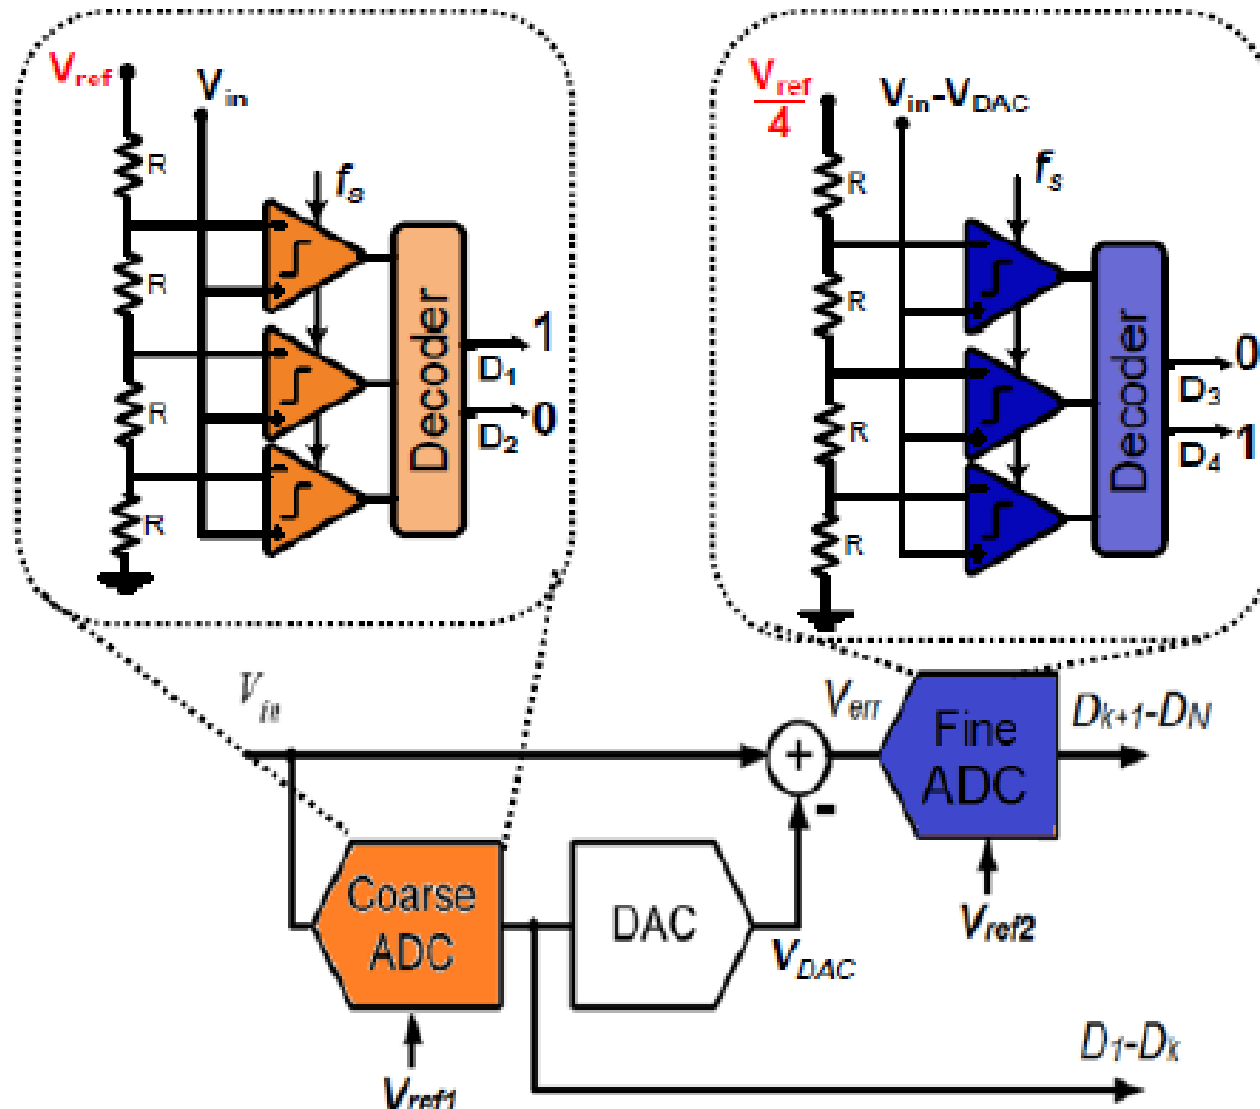 Vref
Vin
R
fs
R
R
R
Decoder
1
D1
0
D2
Vref
4
Vin-VDAC
R
fs
R
R
R
Decoder
0
D3
1
D4
Vin
Verr
Fine
ADC
Dk+1-DN
Coarse
ADC
DAC
VDAC
Vref2
Vref1
D1-Dk
+
-